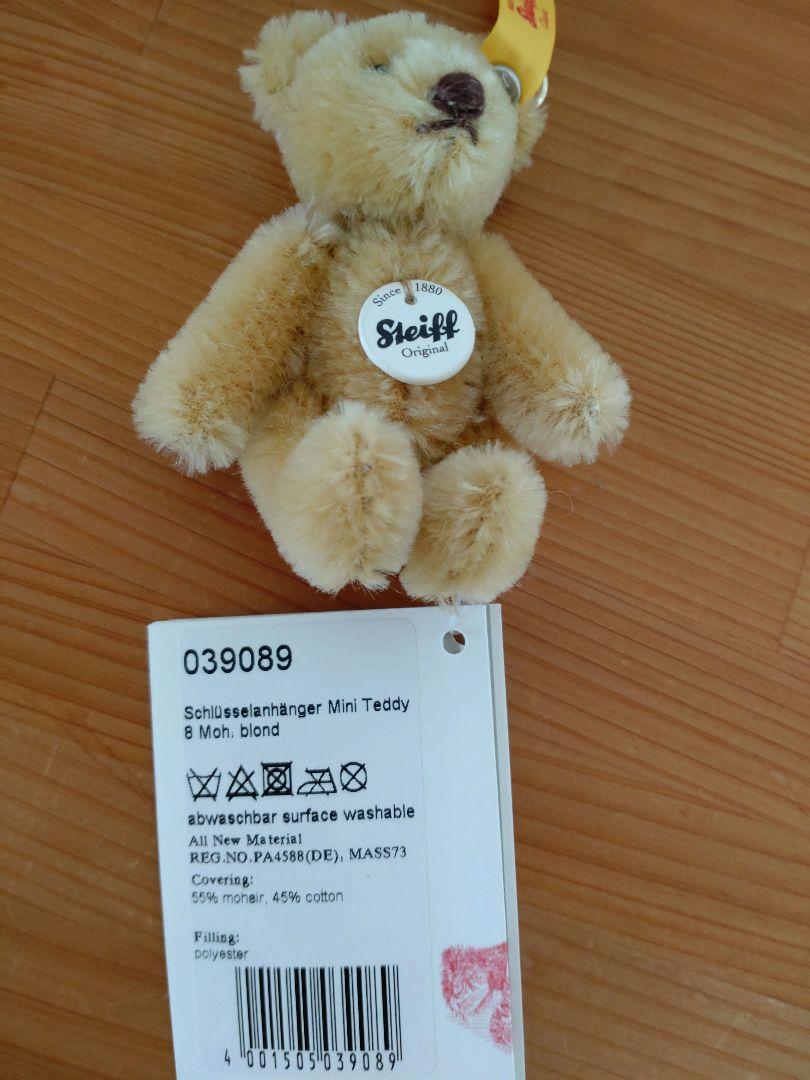 Since 1880
Steiff
Original
039089
Schlüsselanhänger Mini Teddy
8 Moh. blond
abwaschbar surface washable
All New Material
REG.NO.PA4588(DE), MASS73
Covering:
55% mohair, 45% cotton
Filling:
polyester
4 001505 039089